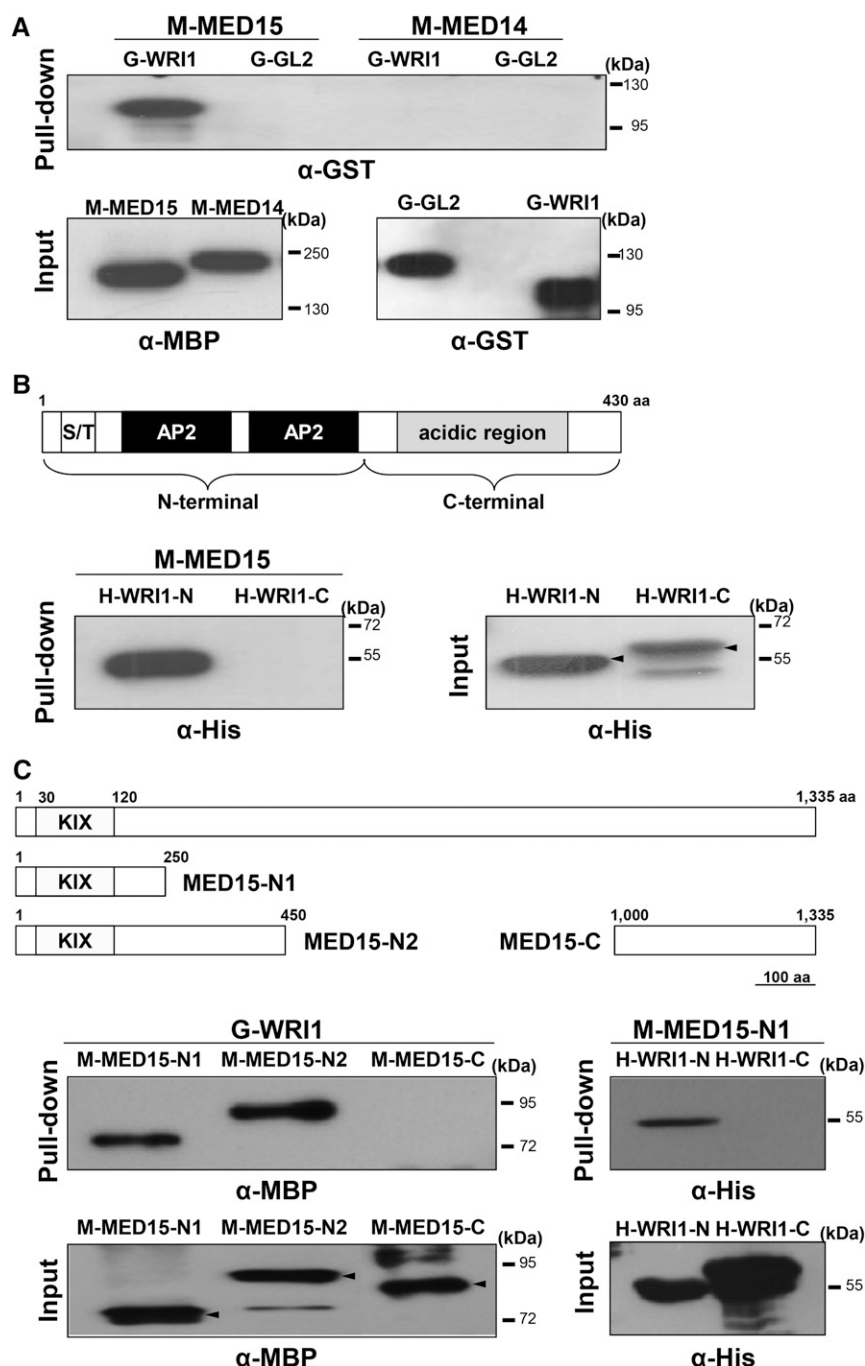 A
M-MED15 M-MED14
G-WRI1 G-GL2 G-WRI1 G-GL2 (kDa)
Pull-down
130
95
α-GST
M-MED15 M-MED14 (kDa)
Input
250
130
α-MBP
G-GL2 G-WRI1 (kDa)
130
95
α-GST
B
1 430 aa
S/T AP2 AP2 acidic region
N-terminal C-terminal
M-MED15
H-WRI1-N H-WRI1-C (kDa)
Pull-down
72
55
α-His
H-WRI1-N H-WRI1-C (kDa)
Input
72
55
α-His
C
1 30 120 1,335 aa
KIX
1 250
KIX MED15-N1
1 450 1,000 1,335
KIX MED15-N2 MED15-C
100 aa
G-WRI1
M-MED15-N1 M-MED15-N2 M-MED15-C (kDa)
Pull-down
95
72
α-MBP
M-MED15-N1 M-MED15-N2 M-MED15-C (kDa)
Input
95
72
α-MBP
M-MED15-N1
H-WRI1-N H-WRI1-C (kDa)
Pull-down
55
α-His
H-WRI1-N H-WRI1-C (kDa)
Input
55
α-His